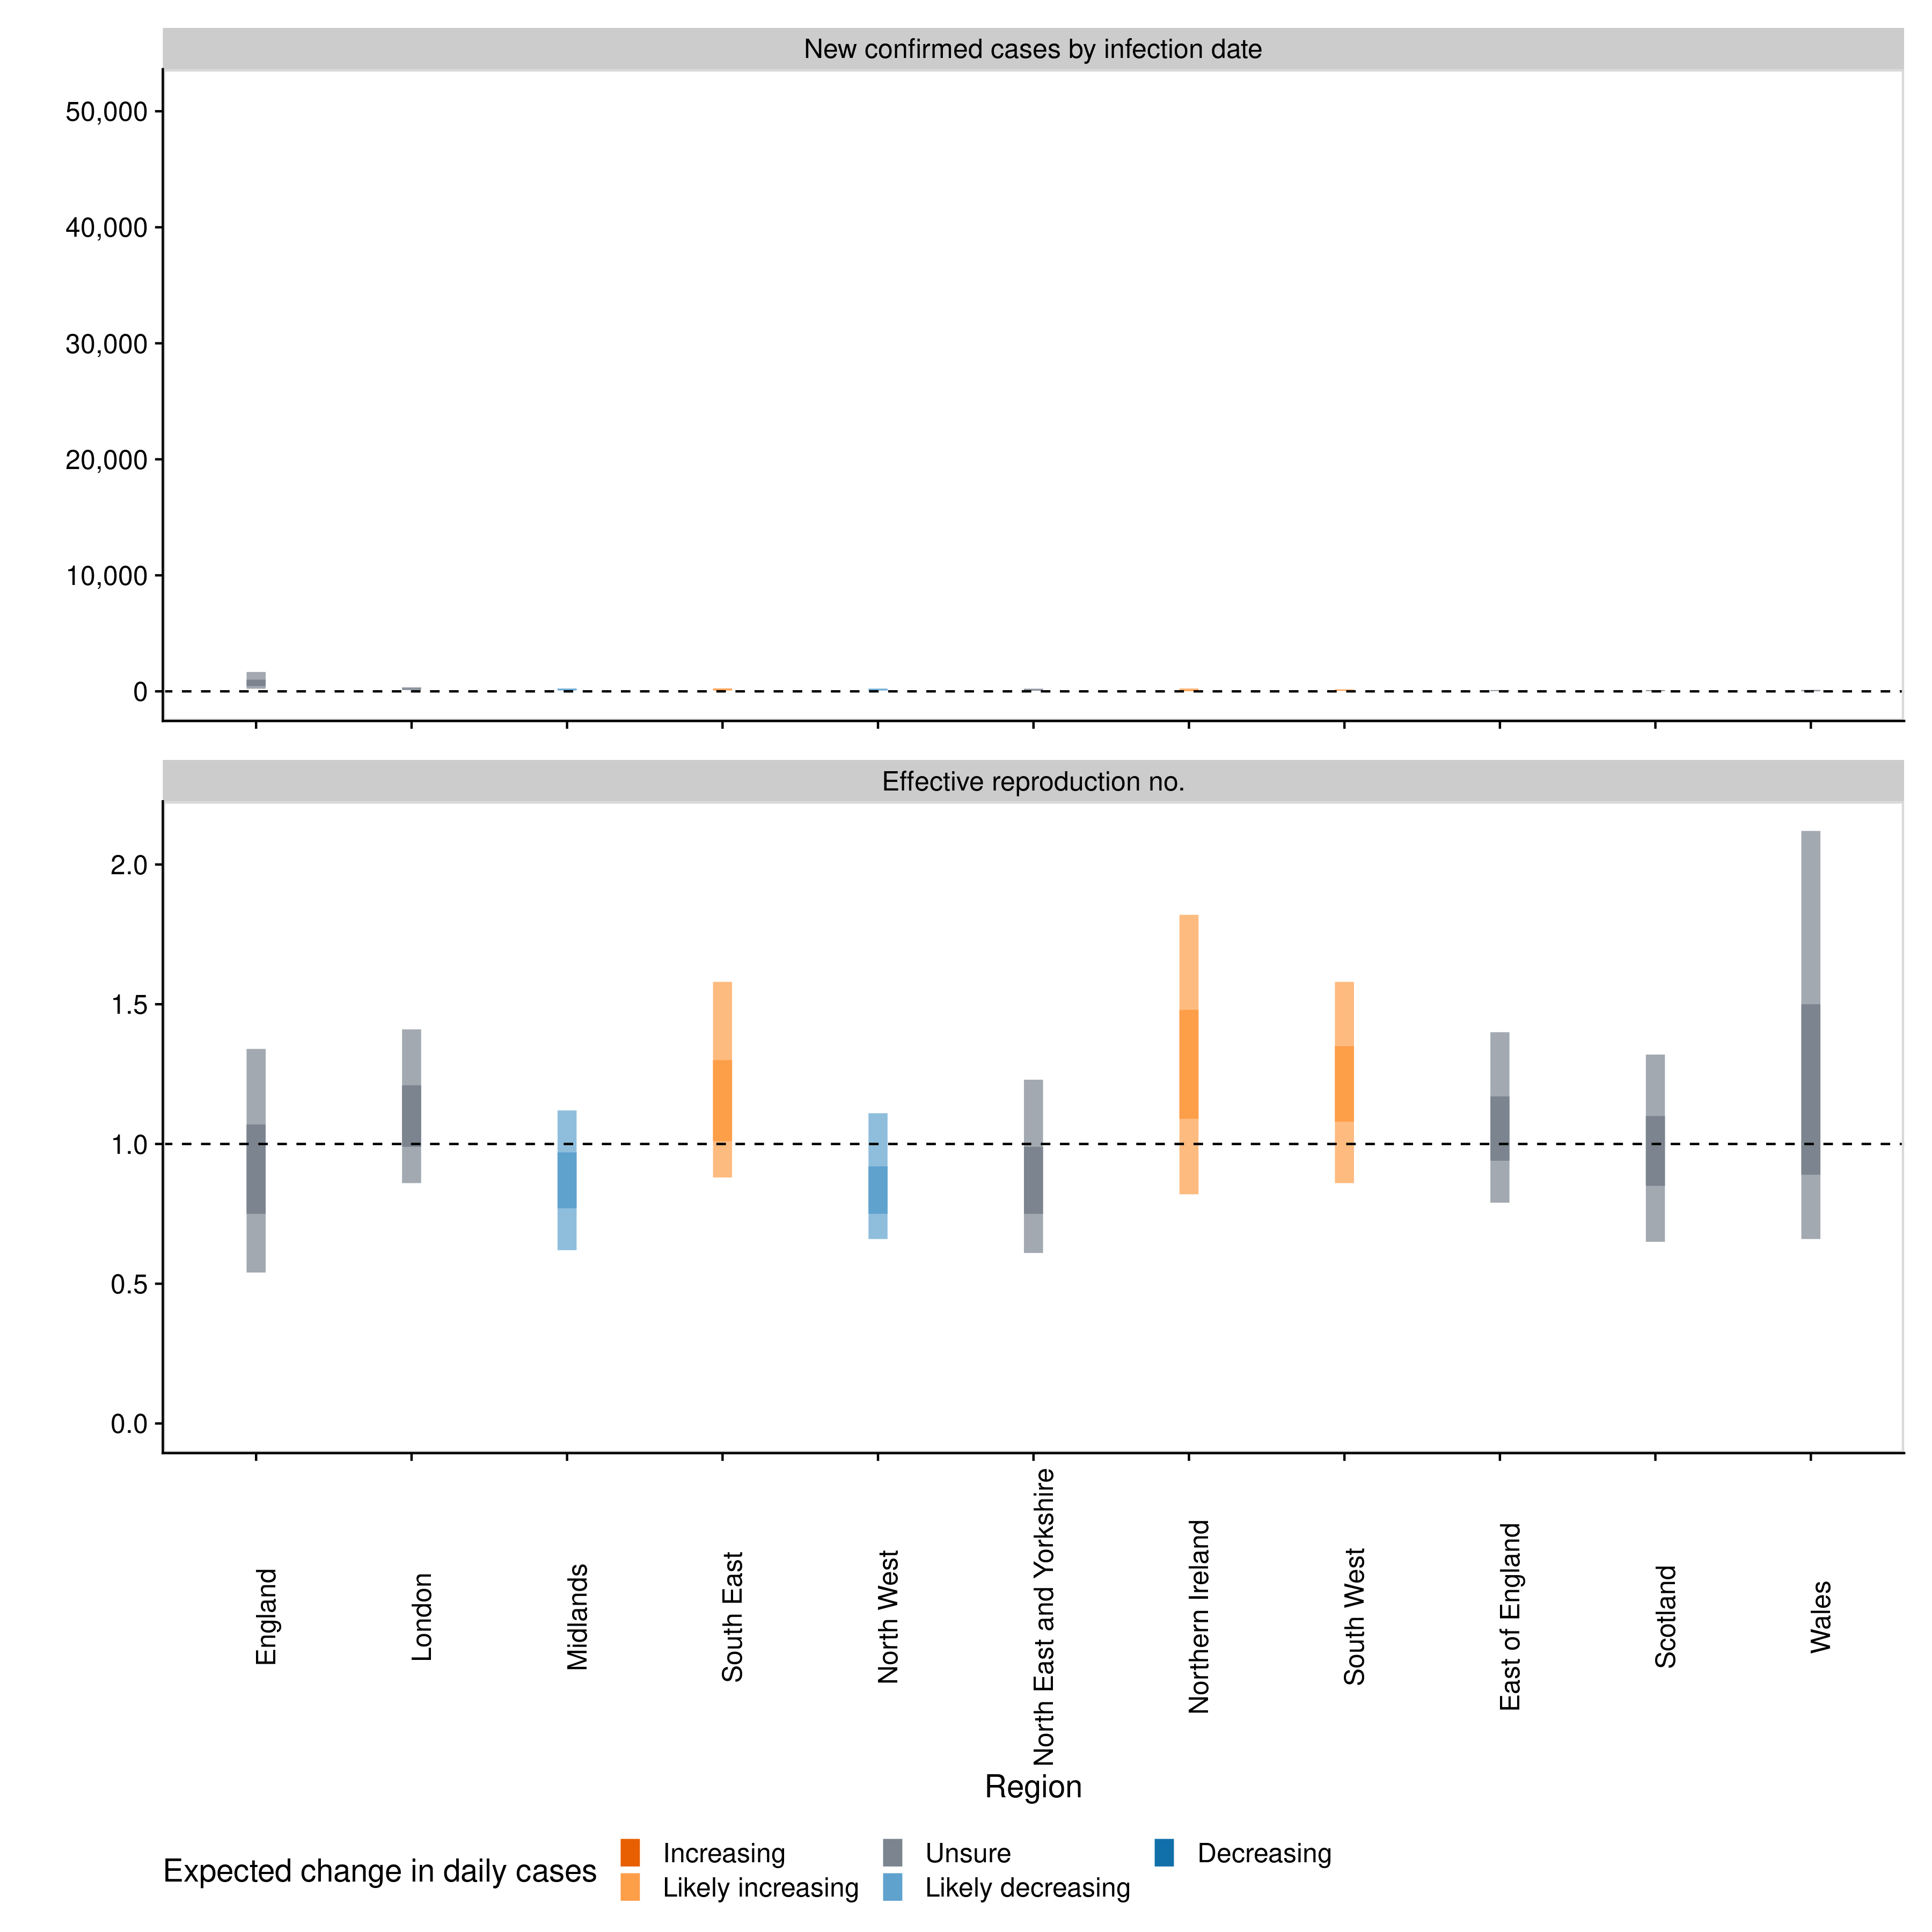 New confirmed cases by infection date
50,000
40,000
30,000
20,000
10,000
0
Effective reproduction no.
2.0
1.5
1.0
0.5
0.0
England
London
Midlands
South East
North West
North East and Yorkshire
Northern Ireland
South West
East of England
Scotland
Wales
Region
Expected change in daily cases
Increasing
Likely increasing
Unsure
Likely decreasing
Decreasing